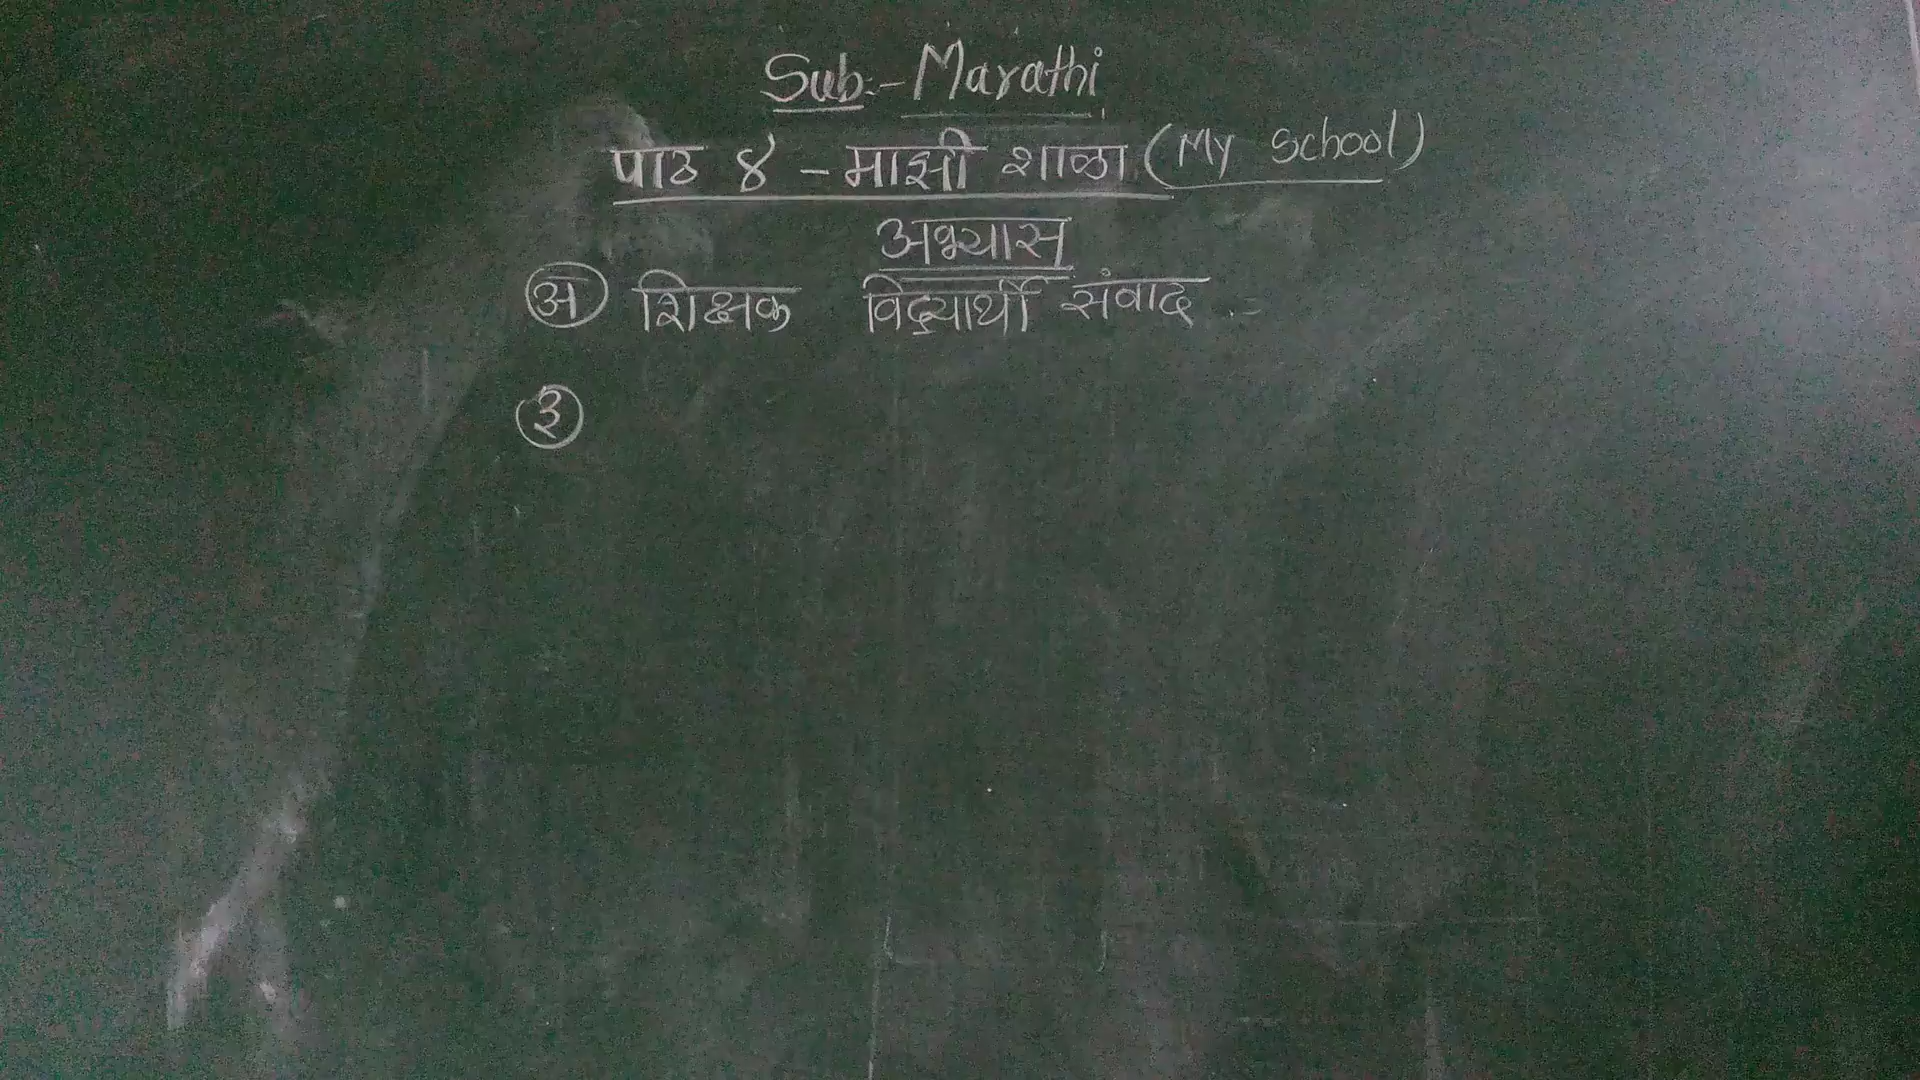 Sub:- Marathi
पाठ ४ - माझी शाळा (My School)
अभ्यास
अ शिक्षक विद्यार्थी संवाद :-
३